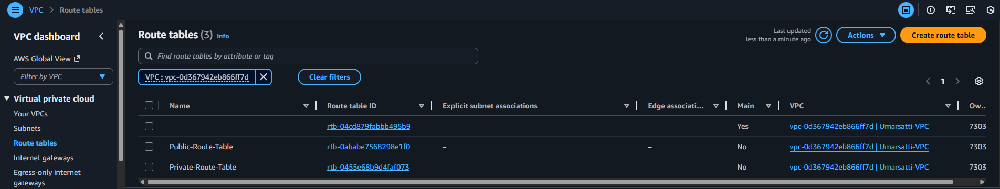 VPC > Route tables
VPC dashboard
AWS Global View
Filter by VPC
Virtual private cloud
Your VPCs
Subnets
Route tables
Internet gateways
Egress-only internet
gateways
Route tables (3) Info
Last updated
less than a minute ago
Actions
Create route table
Find route tables by attribute or tag
VPC : vpc-0d367942eb866ff7d
Clear filters
1
Name Route table ID Explicit subnet associations Edge associati... Main VPC Ow...
– rtb-04cd879fabbb495b9 – – Yes vpc-0d367942eb866ff7d | Umarsatti-VPC 7303
Public-Route-Table rtb-0ababe7568298e1f0 – – No vpc-0d367942eb866ff7d | Umarsatti-VPC 7303
Private-Route-Table rtb-0455e68b9d4faf073 – – No vpc-0d367942eb866ff7d | Umarsatti-VPC 7303